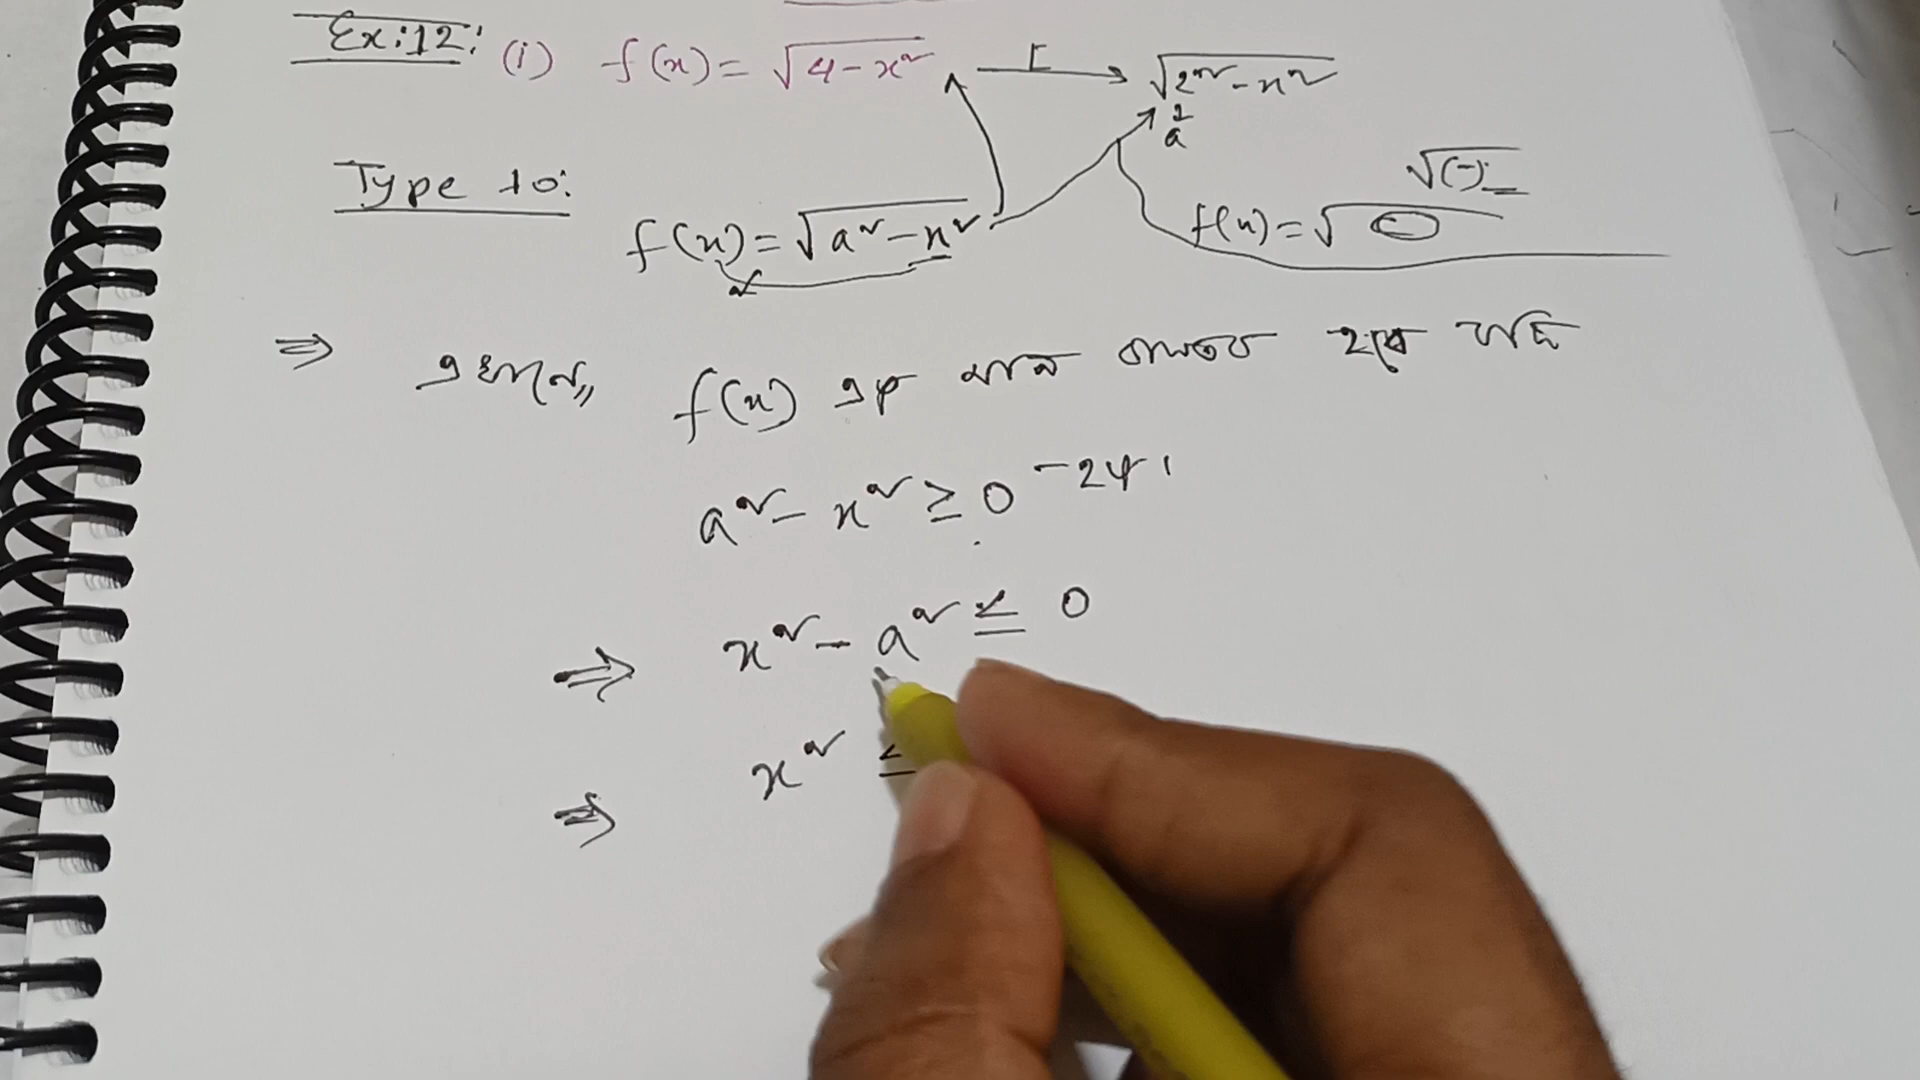 Ex:12: (i) f(x) = √(4-x²) → √(2²-x²)
2
a
Type 10:
√(-)
f(x) = √(a²-x²)
f(x) = √
⇒ এখানে, f(x) এর মান বাস্তব হবে যদি
a²-x² ≥ 0 হয়।
⇒ x²-a² ≤ 0
⇒ x² ≤